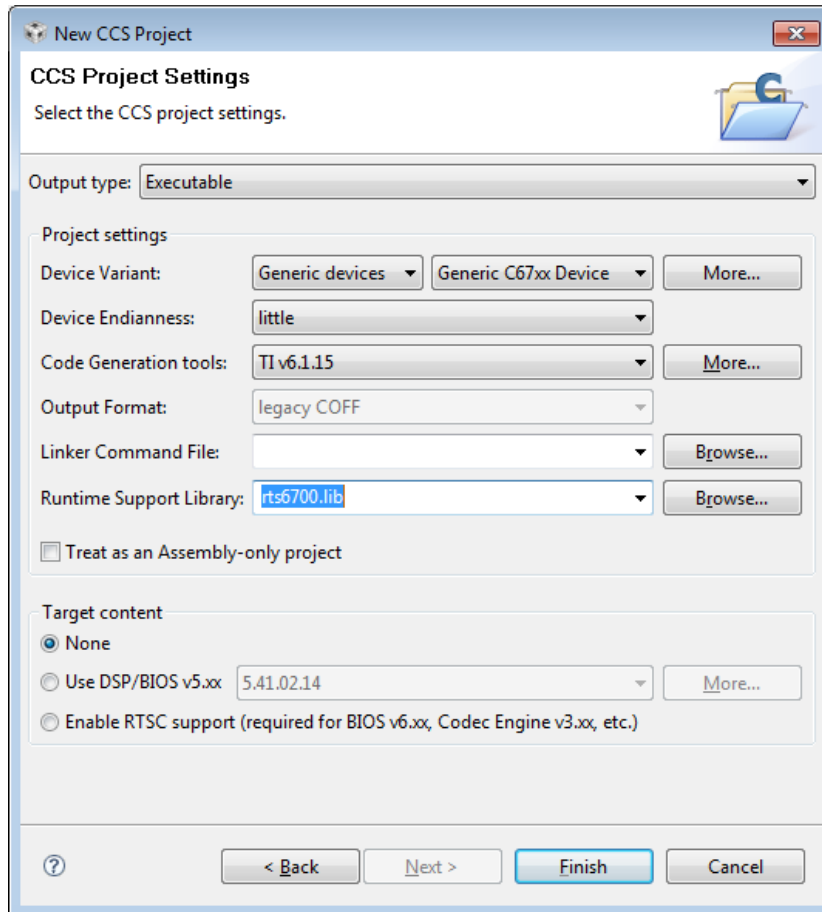 New CCS Project
CCS Project Settings
Select the CCS project settings.
Output type: Executable
Project settings
Device Variant: Generic devices Generic C67xx Device More...
Device Endianness: little
Code Generation tools: TI v6.1.15 More...
Output Format: legacy COFF
Linker Command File: Browse...
Runtime Support Library: rts6700.lib Browse...
Treat as an Assembly-only project
Target content
None
Use DSP/BIOS v5.xx 5.41.02.14 More...
Enable RTSC support (required for BIOS v6.xx, Codec Engine v3.xx, etc.)
? < Back Next > Finish Cancel